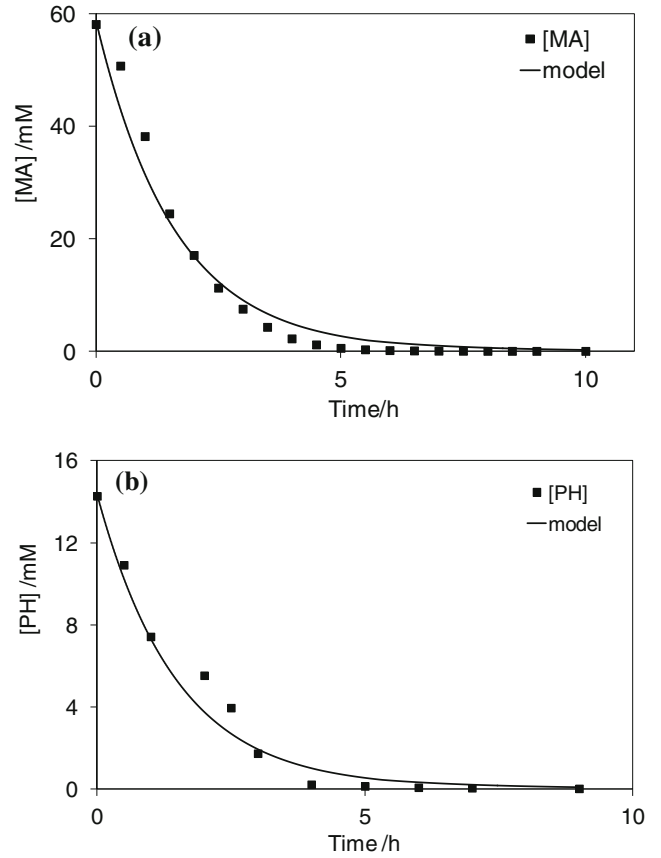 (a)
[MA]
model
60
40
20
0
[MA] /mM
0 5 10
Time/h
(b)
[PH]
model
16
12
8
4
0
[PH] /mM
0 5 10
Time /h